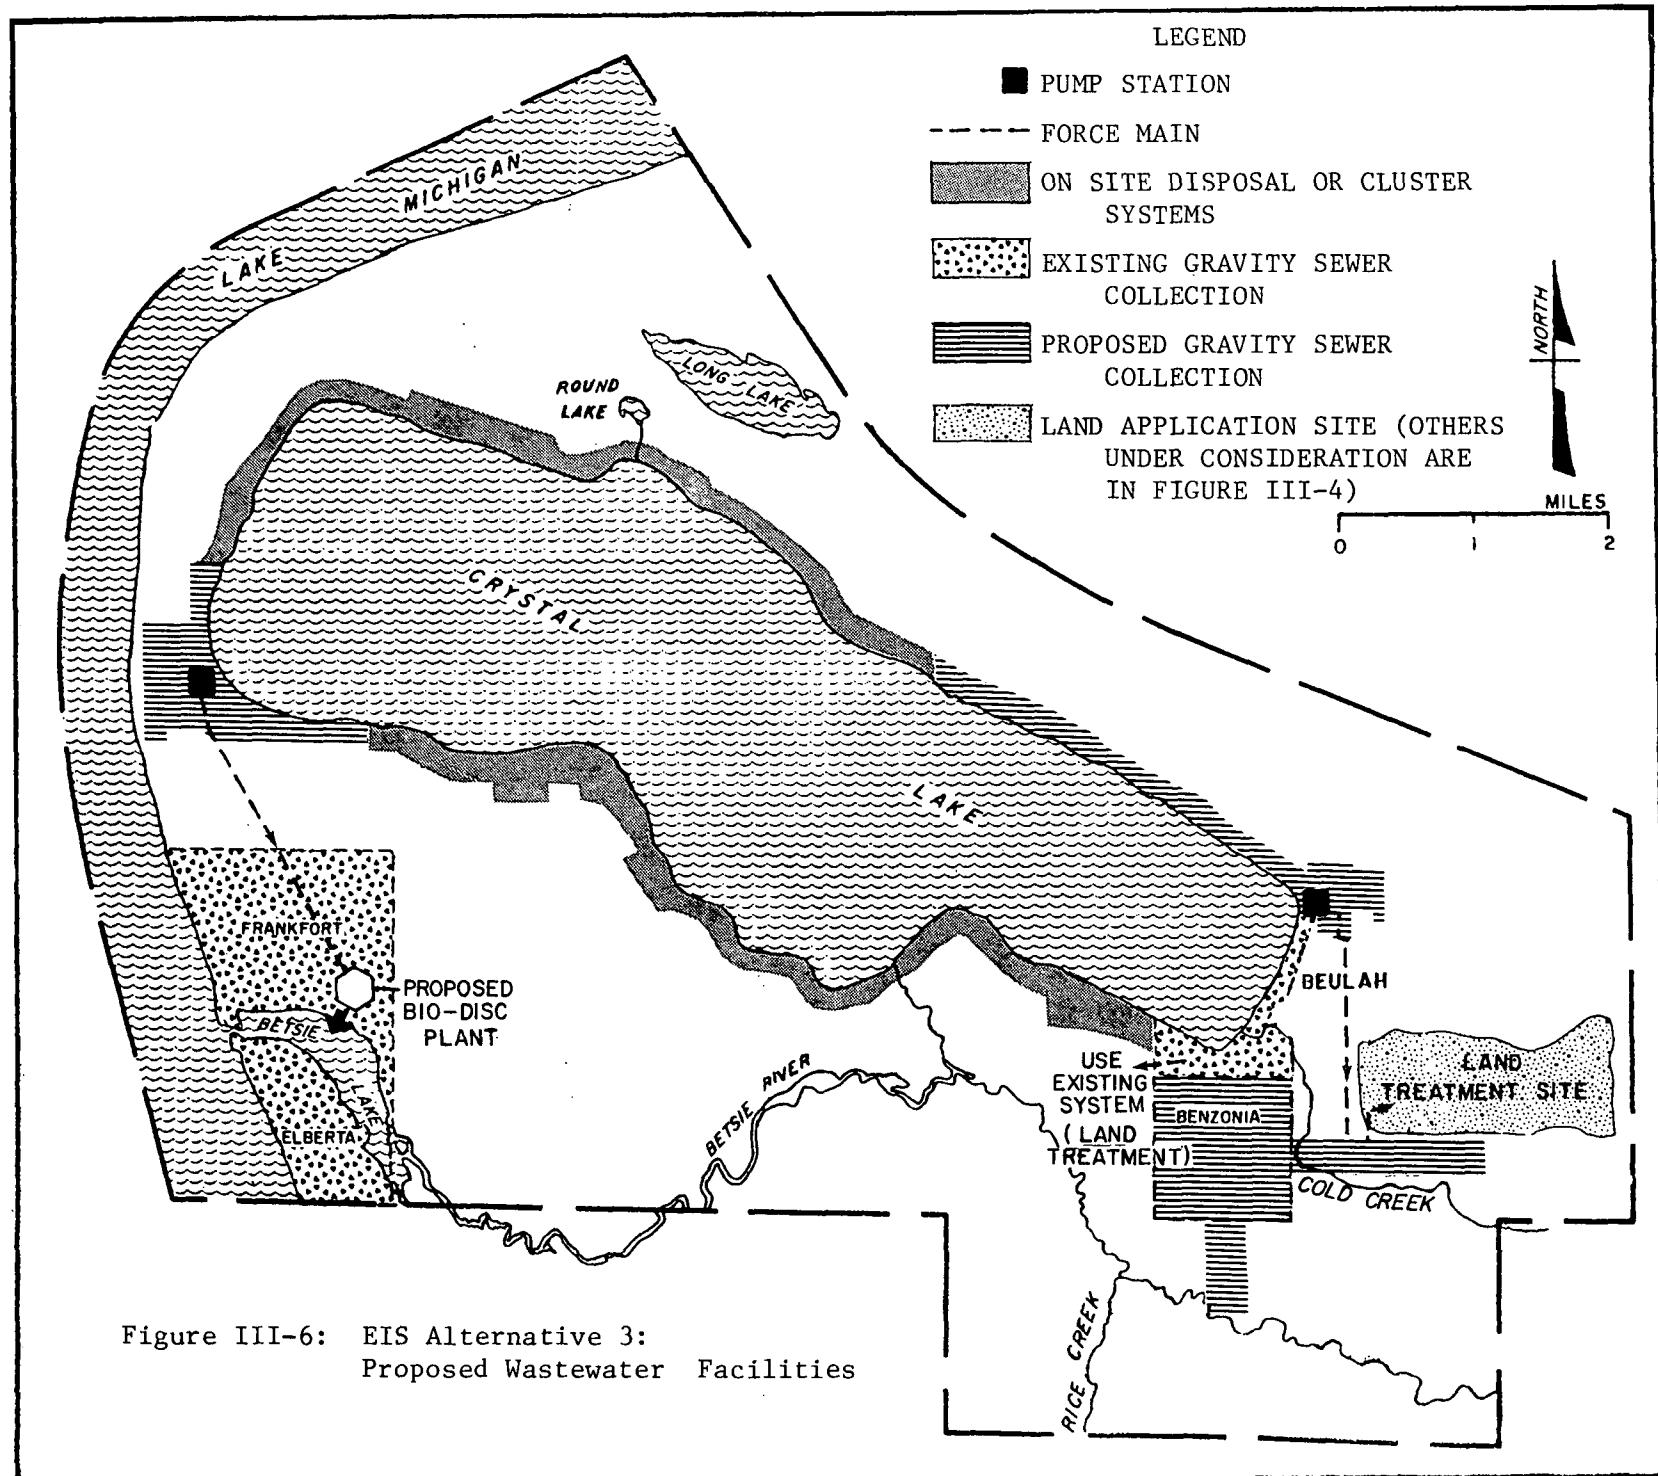 LEGEND
PUMP STATION
FORCE MAIN
ON SITE DISPOSAL OR CLUSTER
SYSTEMS
EXISTING GRAVITY SEWER
COLLECTION
PROPOSED GRAVITY SEWER
COLLECTION
LAND APPLICATION SITE (OTHERS
UNDER CONSIDERATION ARE
IN FIGURE III-4)
NORTH
MILES
0 1 2
LAKE MICHIGAN
ROUND
LAKE
LONG LAKE
CRYSTAL
LAKE
FRANKFORT
PROPOSED
BIO-DISC
PLANT
BETSIE
LAKE
ELBERTA
BETSIE RIVER
BEULAH
USE
EXISTING
SYSTEM
(LAND
TREATMENT)
BENZONIA
LAND
TREATMENT SITE
COLD CREEK
RICE CREEK
Figure III-6: EIS Alternative 3:
Proposed Wastewater Facilities